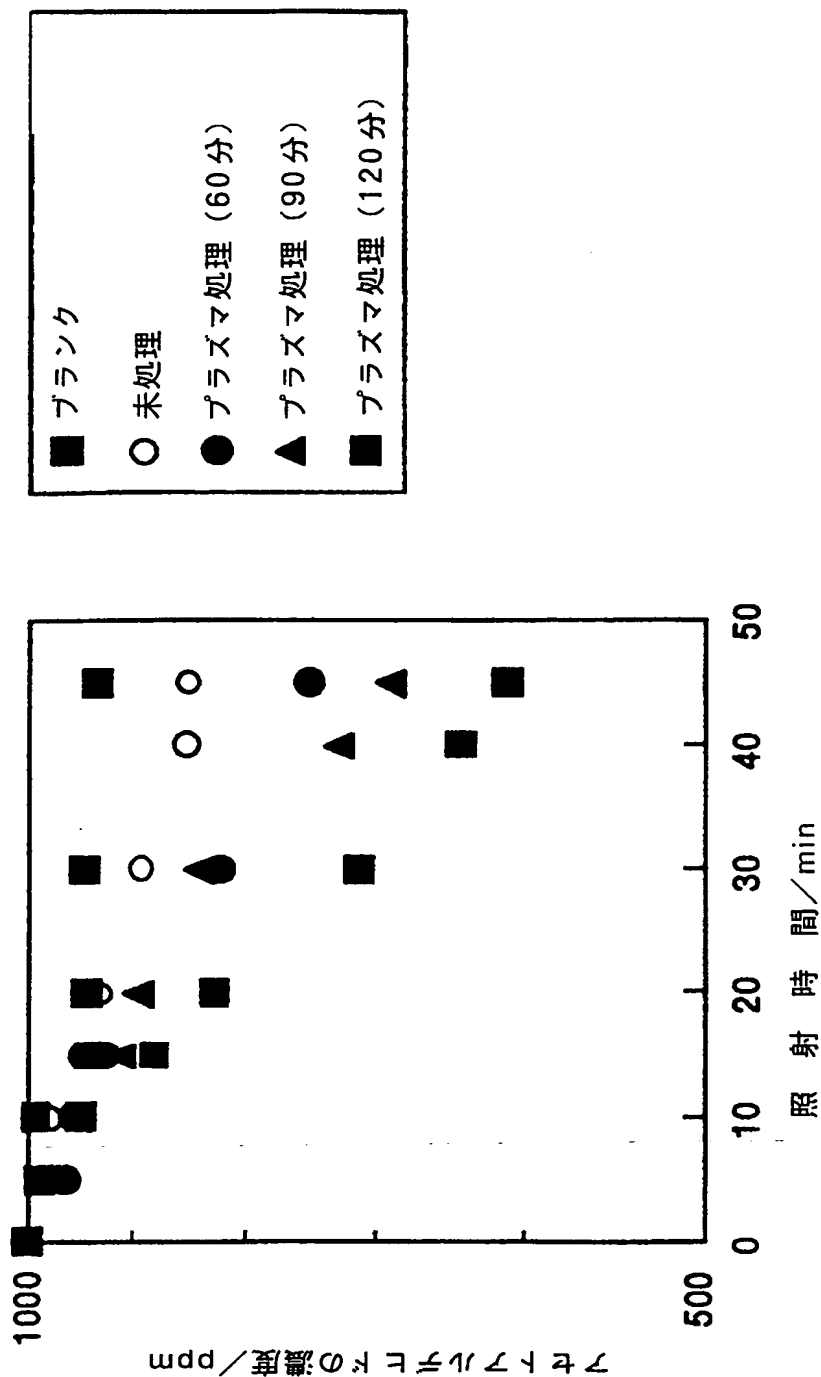 ブランク
未処理
プラズマ処理 (60分)
プラズマ処理 (90分)
プラズマ処理 (120分)
1000
500
アセトアルデヒドの濃度/ppm
0
10
20
30
40
50
照 射 時 間/min